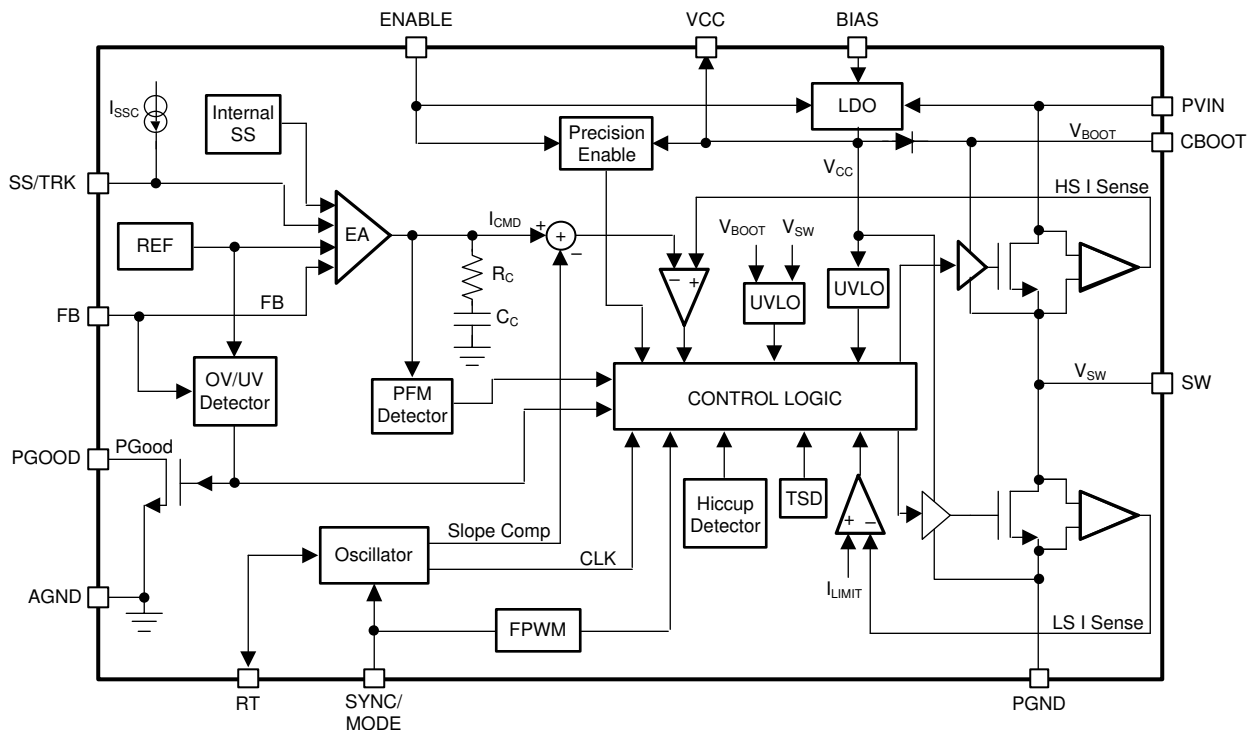 ENABLE
VCC
BIAS
I_SSC
Internal
SS
LDO
PVIN
Precision
Enable
V_BOOT
CBOOT
V_CC
SS/TRK
HS I Sense
EA
I_CMD
+
+
−
REF
V_BOOT
V_SW
R_C
− +
UVLO
UVLO
FB
FB
C_C
OV/UV
Detector
PFM
Detector
CONTROL LOGIC
V_SW
SW
PGOOD
PGood
Hiccup
Detector
TSD
+ −
Slope Comp
Oscillator
CLK
I_LIMIT
AGND
FPWM
LS I Sense
RT
SYNC/
MODE
PGND